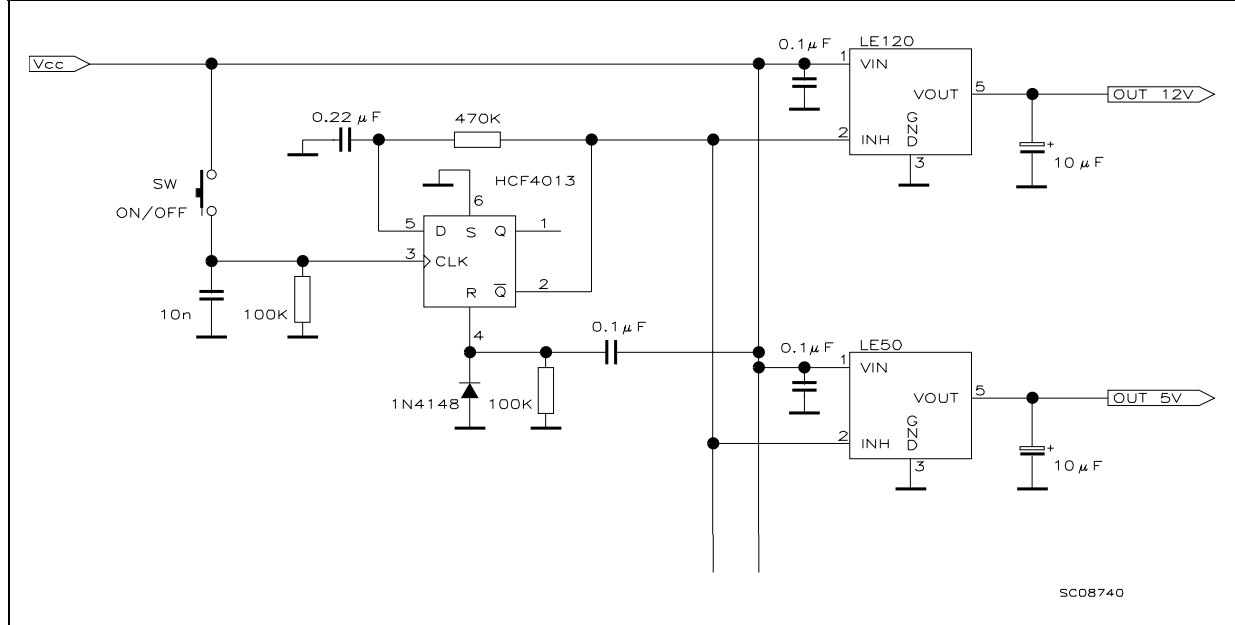 0.1μF
LE120
Vcc
1
VIN
VOUT
5
OUT 12V
0.22μF
470K
2
INH
GND
3
+
10μF
SW
ON/OFF
HCF4013
6
5
D
S
Q
1
3
CLK
R
Q̅
2
10n
100K
4
0.1μF
1N4148
100K
0.1μF
LE50
1
VIN
VOUT
5
OUT 5V
2
INH
GND
3
+
10μF
SC08740